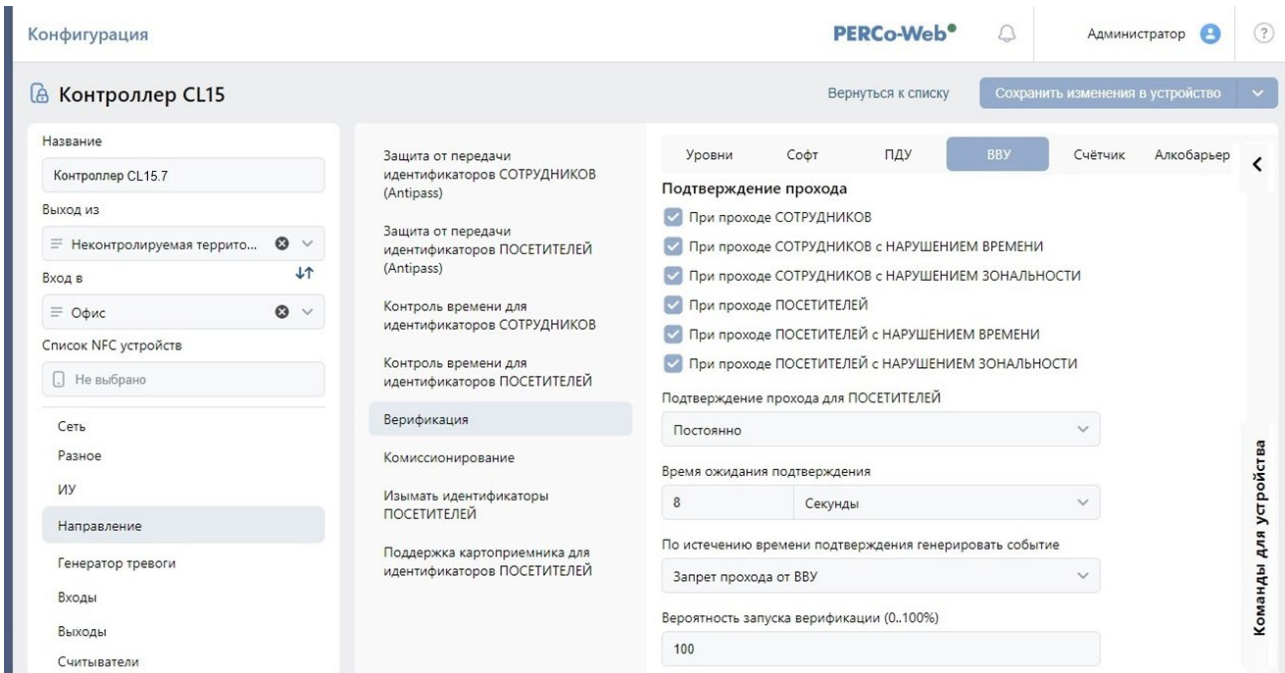 Конфигурация
PERCo-Web
Администратор
?
Контроллер CL15
Вернуться к списку
Сохранить изменения в устройство
Название
Контроллер CL15.7
Выход из
Неконтролируемая террито...
Вход в
Офис
Список NFC устройств
Не выбрано
Сеть
Разное
ИУ
Направление
Генератор тревоги
Входы
Выходы
Считыватели
Защита от передачи
идентификаторов СОТРУДНИКОВ
(Antipass)
Защита от передачи
идентификаторов ПОСЕТИТЕЛЕЙ
(Antipass)
Контроль времени для
идентификаторов СОТРУДНИКОВ
Контроль времени для
идентификаторов ПОСЕТИТЕЛЕЙ
Верификация
Комиссионирование
Изымать идентификаторы
ПОСЕТИТЕЛЕЙ
Поддержка картоприемника для
идентификаторов ПОСЕТИТЕЛЕЙ
Уровни Софт ПДУ ВВУ Счётчик Алкобарьер
Подтверждение прохода
При проходе СОТРУДНИКОВ
При проходе СОТРУДНИКОВ с НАРУШЕНИЕМ ВРЕМЕНИ
При проходе СОТРУДНИКОВ с НАРУШЕНИЕМ ЗОНАЛЬНОСТИ
При проходе ПОСЕТИТЕЛЕЙ
При проходе ПОСЕТИТЕЛЕЙ с НАРУШЕНИЕМ ВРЕМЕНИ
При проходе ПОСЕТИТЕЛЕЙ с НАРУШЕНИЕМ ЗОНАЛЬНОСТИ
Подтверждение прохода для ПОСЕТИТЕЛЕЙ
Постоянно
Время ожидания подтверждения
8 Секунды
По истечению времени подтверждения генерировать событие
Запрет прохода от ВВУ
Вероятность запуска верификации (0..100%)
100
Команды для устройства